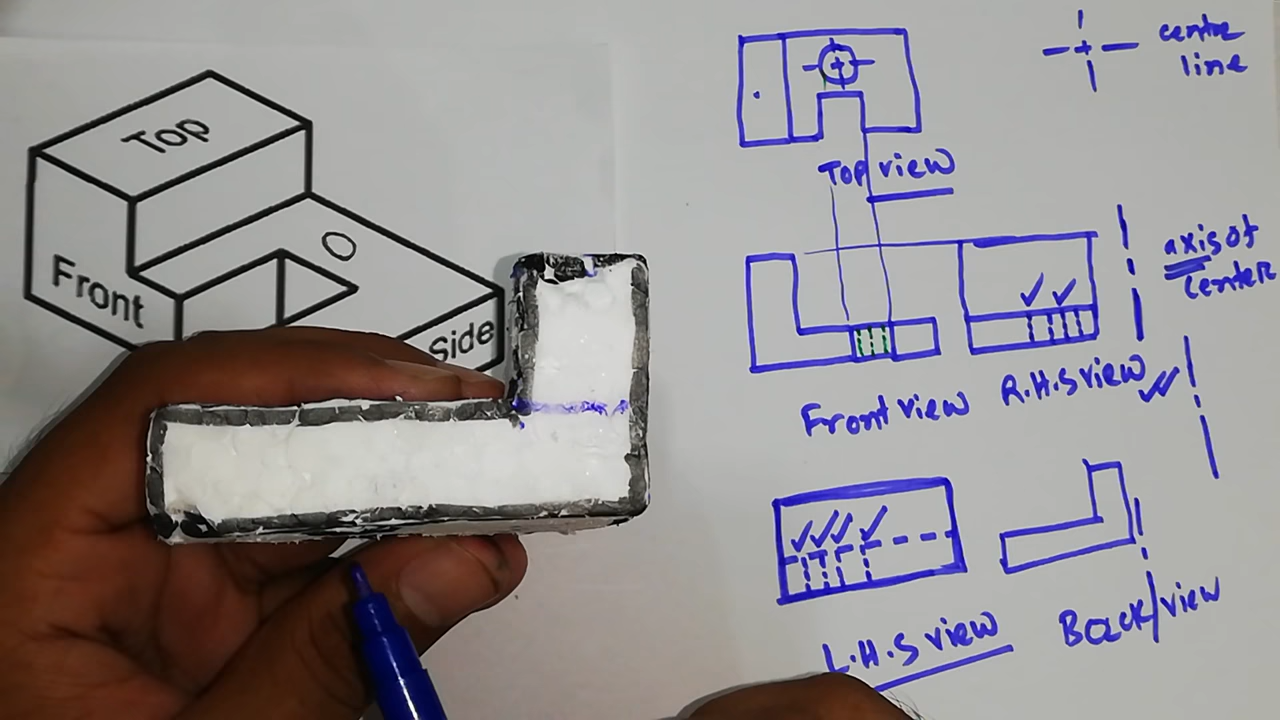 Top
Front
Side
centre
line
Top view
axis of
center
Front view
R.H.S view
L.H.S view
Back view